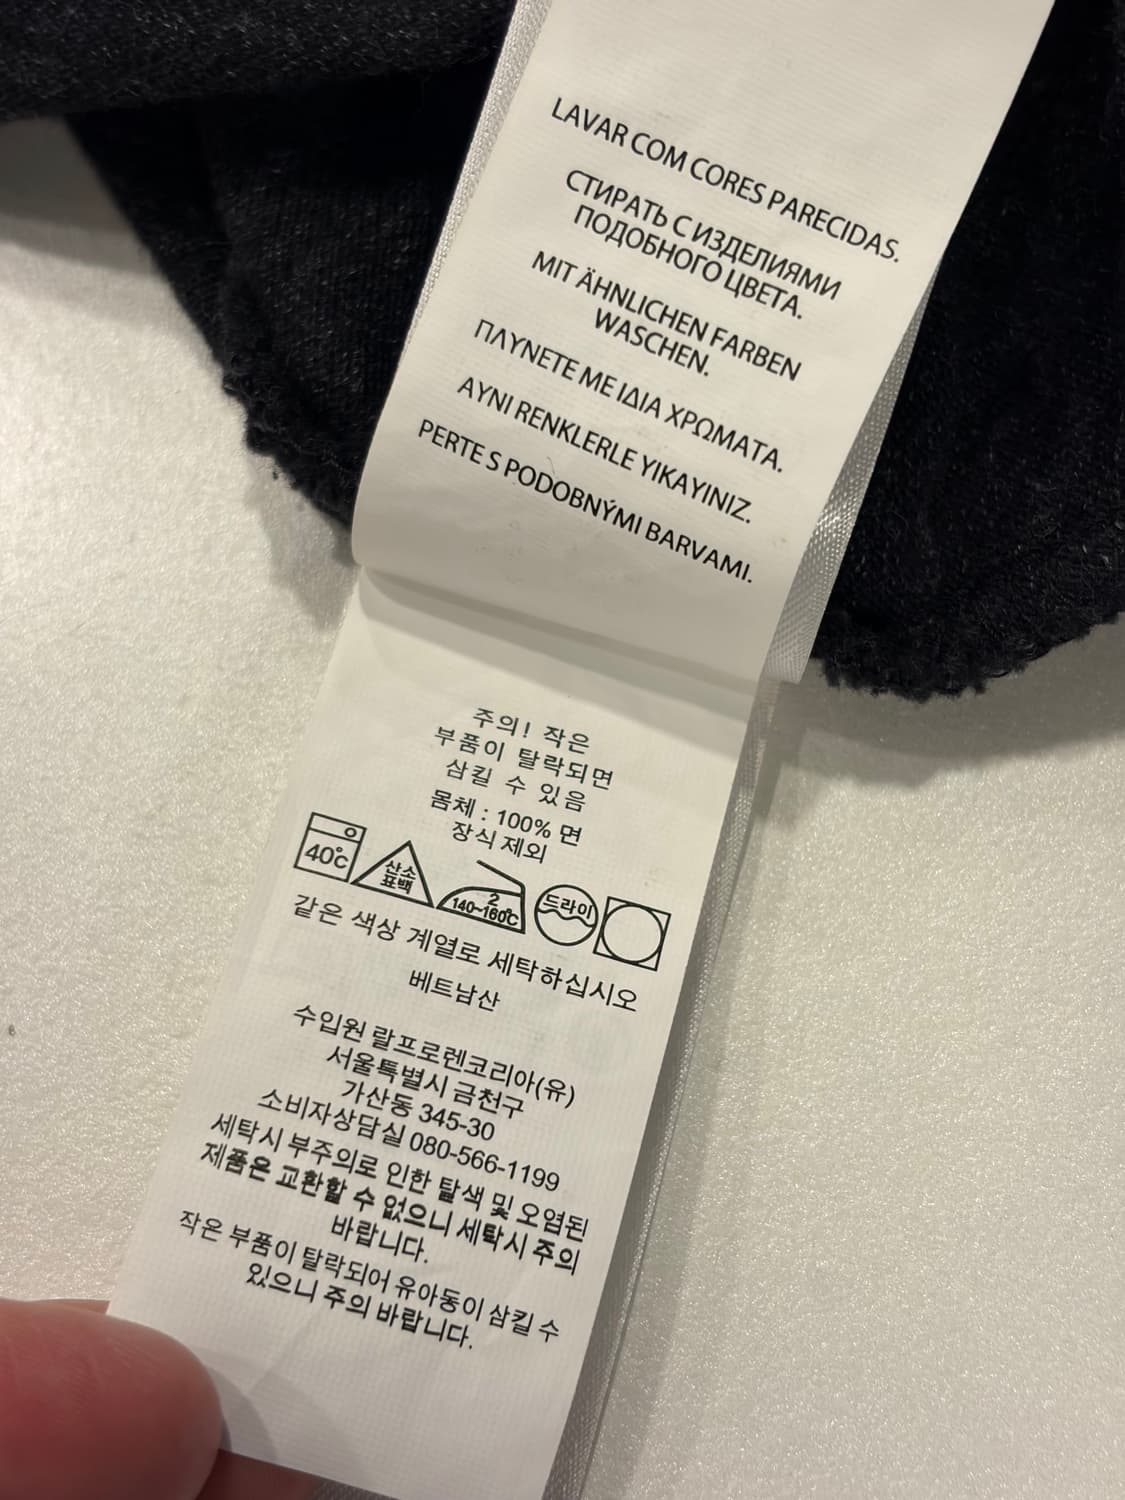 LAVAR COM CORES PARECIDAS.
СТИРАТЬ С ИЗДЕЛИЯМИ
ПОДОБНОГО ЦВЕТА.
MIT ÄHNLICHEN FARBEN
WASCHEN.
ΠΛΥΝΕΤΕ ΜΕ ΙΔΙΑ ΧΡΩΜΑΤΑ.
AYNI RENKLERLE YIKAYINIZ.
PERTE S PODOBNÝMI BARVAMI.
주의! 작은
부품이 탈락되면
삼킬 수 있음
몸체 : 100% 면
장식 제외
40℃
산소
표백
2
140~160℃
드라이
같은 색상 계열로 세탁하십시오
베트남산
수입원 랄프로렌코리아(유)
서울특별시 금천구
가산동 345-30
소비자상담실 080-566-1199
세탁시 부주의로 인한 탈색 및 오염된
제품은 교환할 수 없으니 세탁시 주의
바랍니다.
작은 부품이 탈락되어 유아동이 삼킬 수
있으니 주의 바랍니다.